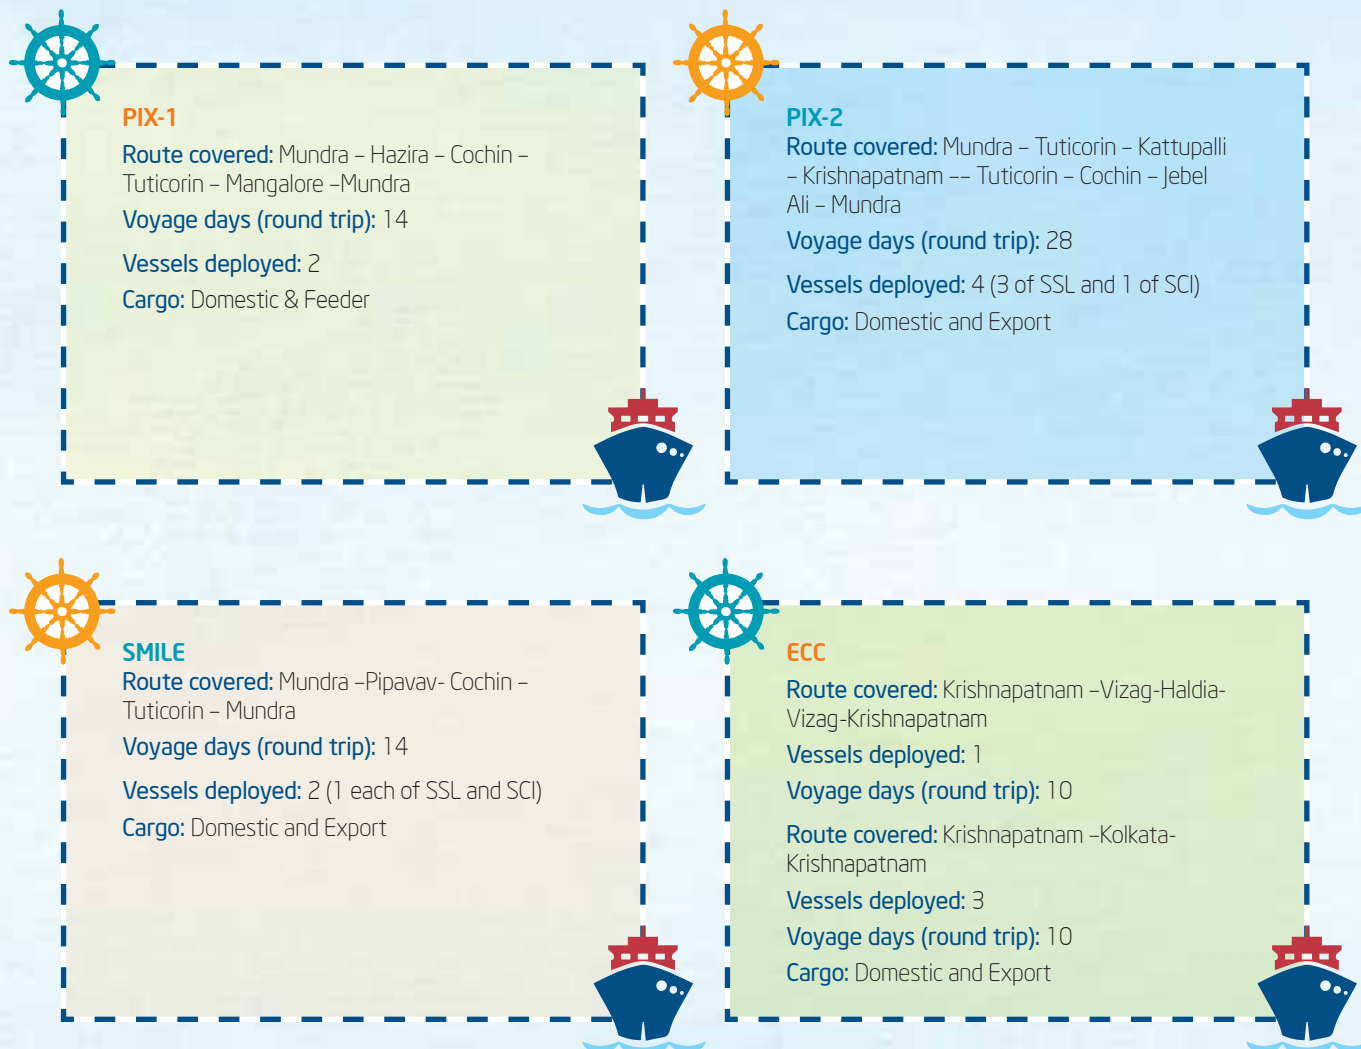 PIX-1
Route covered: Mundra – Hazira – Cochin –
Tuticorin – Mangalore –Mundra
Voyage days (round trip): 14
Vessels deployed: 2
Cargo: Domestic & Feeder
PIX-2
Route covered: Mundra – Tuticorin – Kattupalli
– Krishnapatnam –– Tuticorin – Cochin – Jebel
Ali – Mundra
Voyage days (round trip): 28
Vessels deployed: 4 (3 of SSL and 1 of SCI)
Cargo: Domestic and Export
SMILE
Route covered: Mundra –Pipavav- Cochin –
Tuticorin – Mundra
Voyage days (round trip): 14
Vessels deployed: 2 (1 each of SSL and SCI)
Cargo: Domestic and Export
ECC
Route covered: Krishnapatnam –Vizag-Haldia-
Vizag-Krishnapatnam
Vessels deployed: 1
Voyage days (round trip): 10
Route covered: Krishnapatnam –Kolkata-
Krishnapatnam
Vessels deployed: 3
Voyage days (round trip): 10
Cargo: Domestic and Export